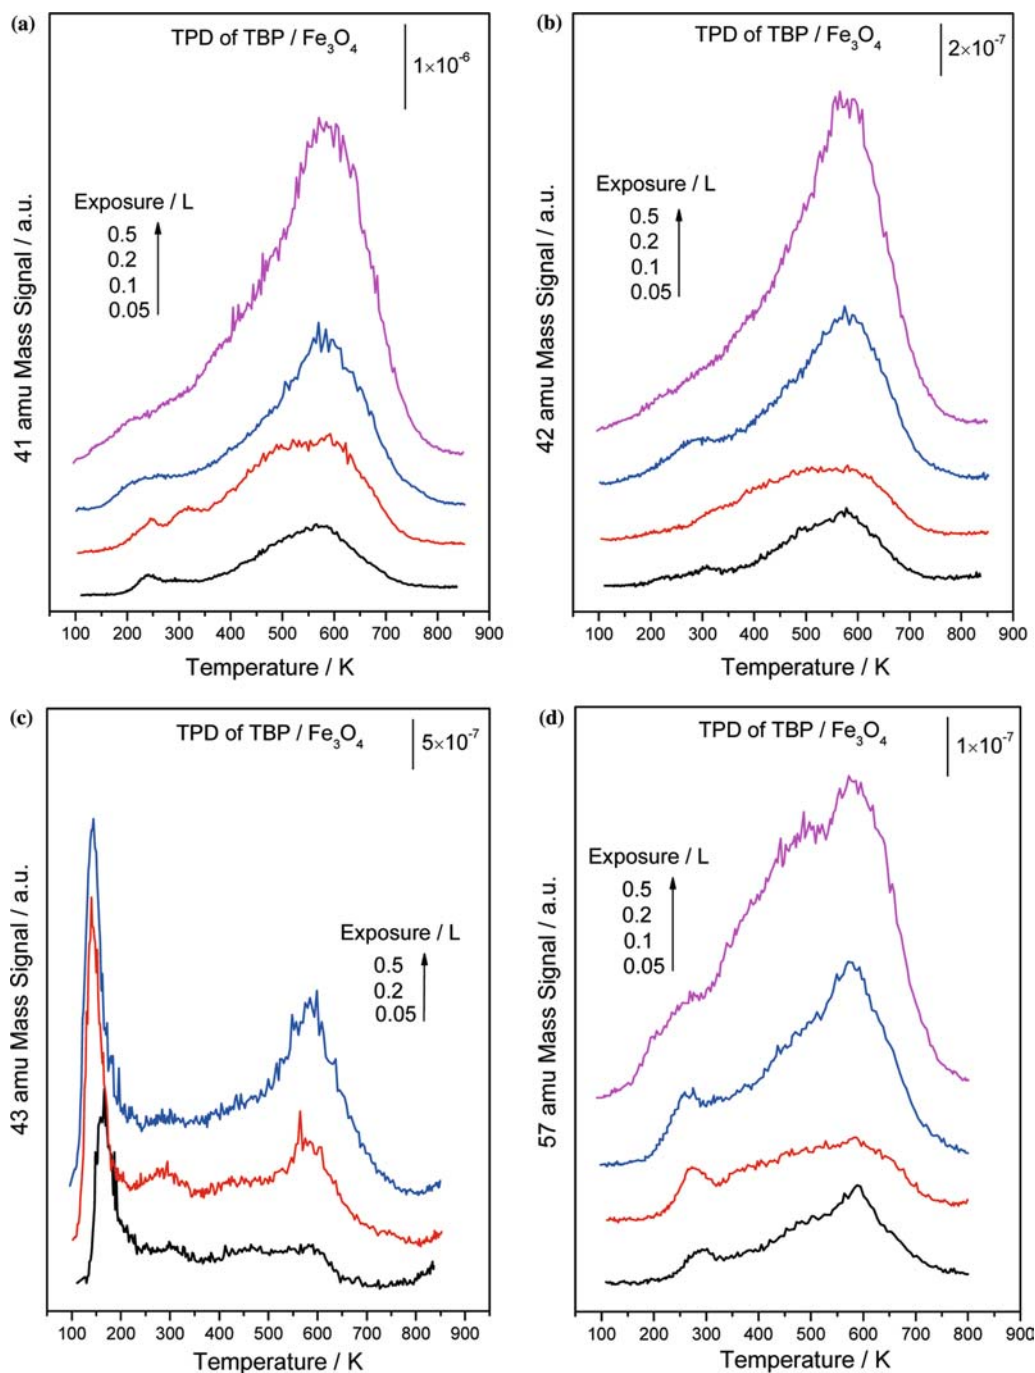 (a)
TPD of TBP / Fe₃O₄
1×10⁻⁶
Exposure / L
0.5
0.2
0.1
0.05
41 amu Mass Signal / a.u.
100 200 300 400 500 600 700 800 900
Temperature / K
(b)
TPD of TBP / Fe₃O₄
2×10⁻⁷
Exposure / L
0.5
0.2
0.1
0.05
42 amu Mass Signal / a.u.
100 200 300 400 500 600 700 800 900
Temperature / K
(c)
TPD of TBP / Fe₃O₄
5×10⁻⁷
Exposure / L
0.5
0.2
0.05
43 amu Mass Signal / a.u.
100 200 300 400 500 600 700 800 900
Temperature / K
(d)
TPD of TBP / Fe₃O₄
1×10⁻⁷
Exposure / L
0.5
0.2
0.1
0.05
57 amu Mass Signal / a.u.
100 200 300 400 500 600 700 800 900
Temperature / K